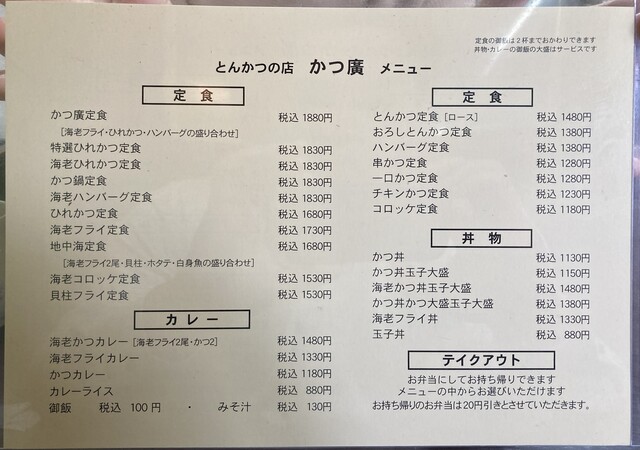 定食の御飯は2杯までおかわりできます
丼物・カレーの御飯の大盛はサービスです
とんかつの店 かつ廣 メニュー
定食
かつ廣定食 税込 1880円
[海老フライ・ひれかつ・ハンバーグの盛り合わせ]
特選ひれかつ定食 税込 1830円
海老ひれかつ定食 税込 1830円
かつ鍋定食 税込 1830円
海老ハンバーグ定食 税込 1830円
ひれかつ定食 税込 1680円
海老フライ定食 税込 1730円
地中海定食 税込 1680円
[海老フライ2尾・貝柱・ホタテ・白身魚の盛り合わせ]
海老コロッケ定食 税込 1530円
貝柱フライ定食 税込 1530円
カレー
海老かつカレー [海老フライ2尾・かつ2] 税込 1480円
海老フライカレー 税込 1330円
かつカレー 税込 1180円
カレーライス 税込 880円
御飯 税込 100円 ・ みそ汁 税込 130円
定食
とんかつ定食 [ロース] 税込 1480円
おろしとんかつ定食 税込 1380円
ハンバーグ定食 税込 1380円
串かつ定食 税込 1280円
一口かつ定食 税込 1280円
チキンかつ定食 税込 1230円
コロッケ定食 税込 1180円
丼物
かつ丼 税込 1130円
かつ丼玉子大盛 税込 1150円
海老かつ丼玉子大盛 税込 1480円
かつ丼かつ大盛玉子大盛 税込 1380円
海老フライ丼 税込 1330円
玉子丼 税込 880円
テイクアウト
お弁当にしてお持ち帰りできます
メニューの中からお選びいただけます
お持ち帰りのお弁当は20円引きとさせていただきます。